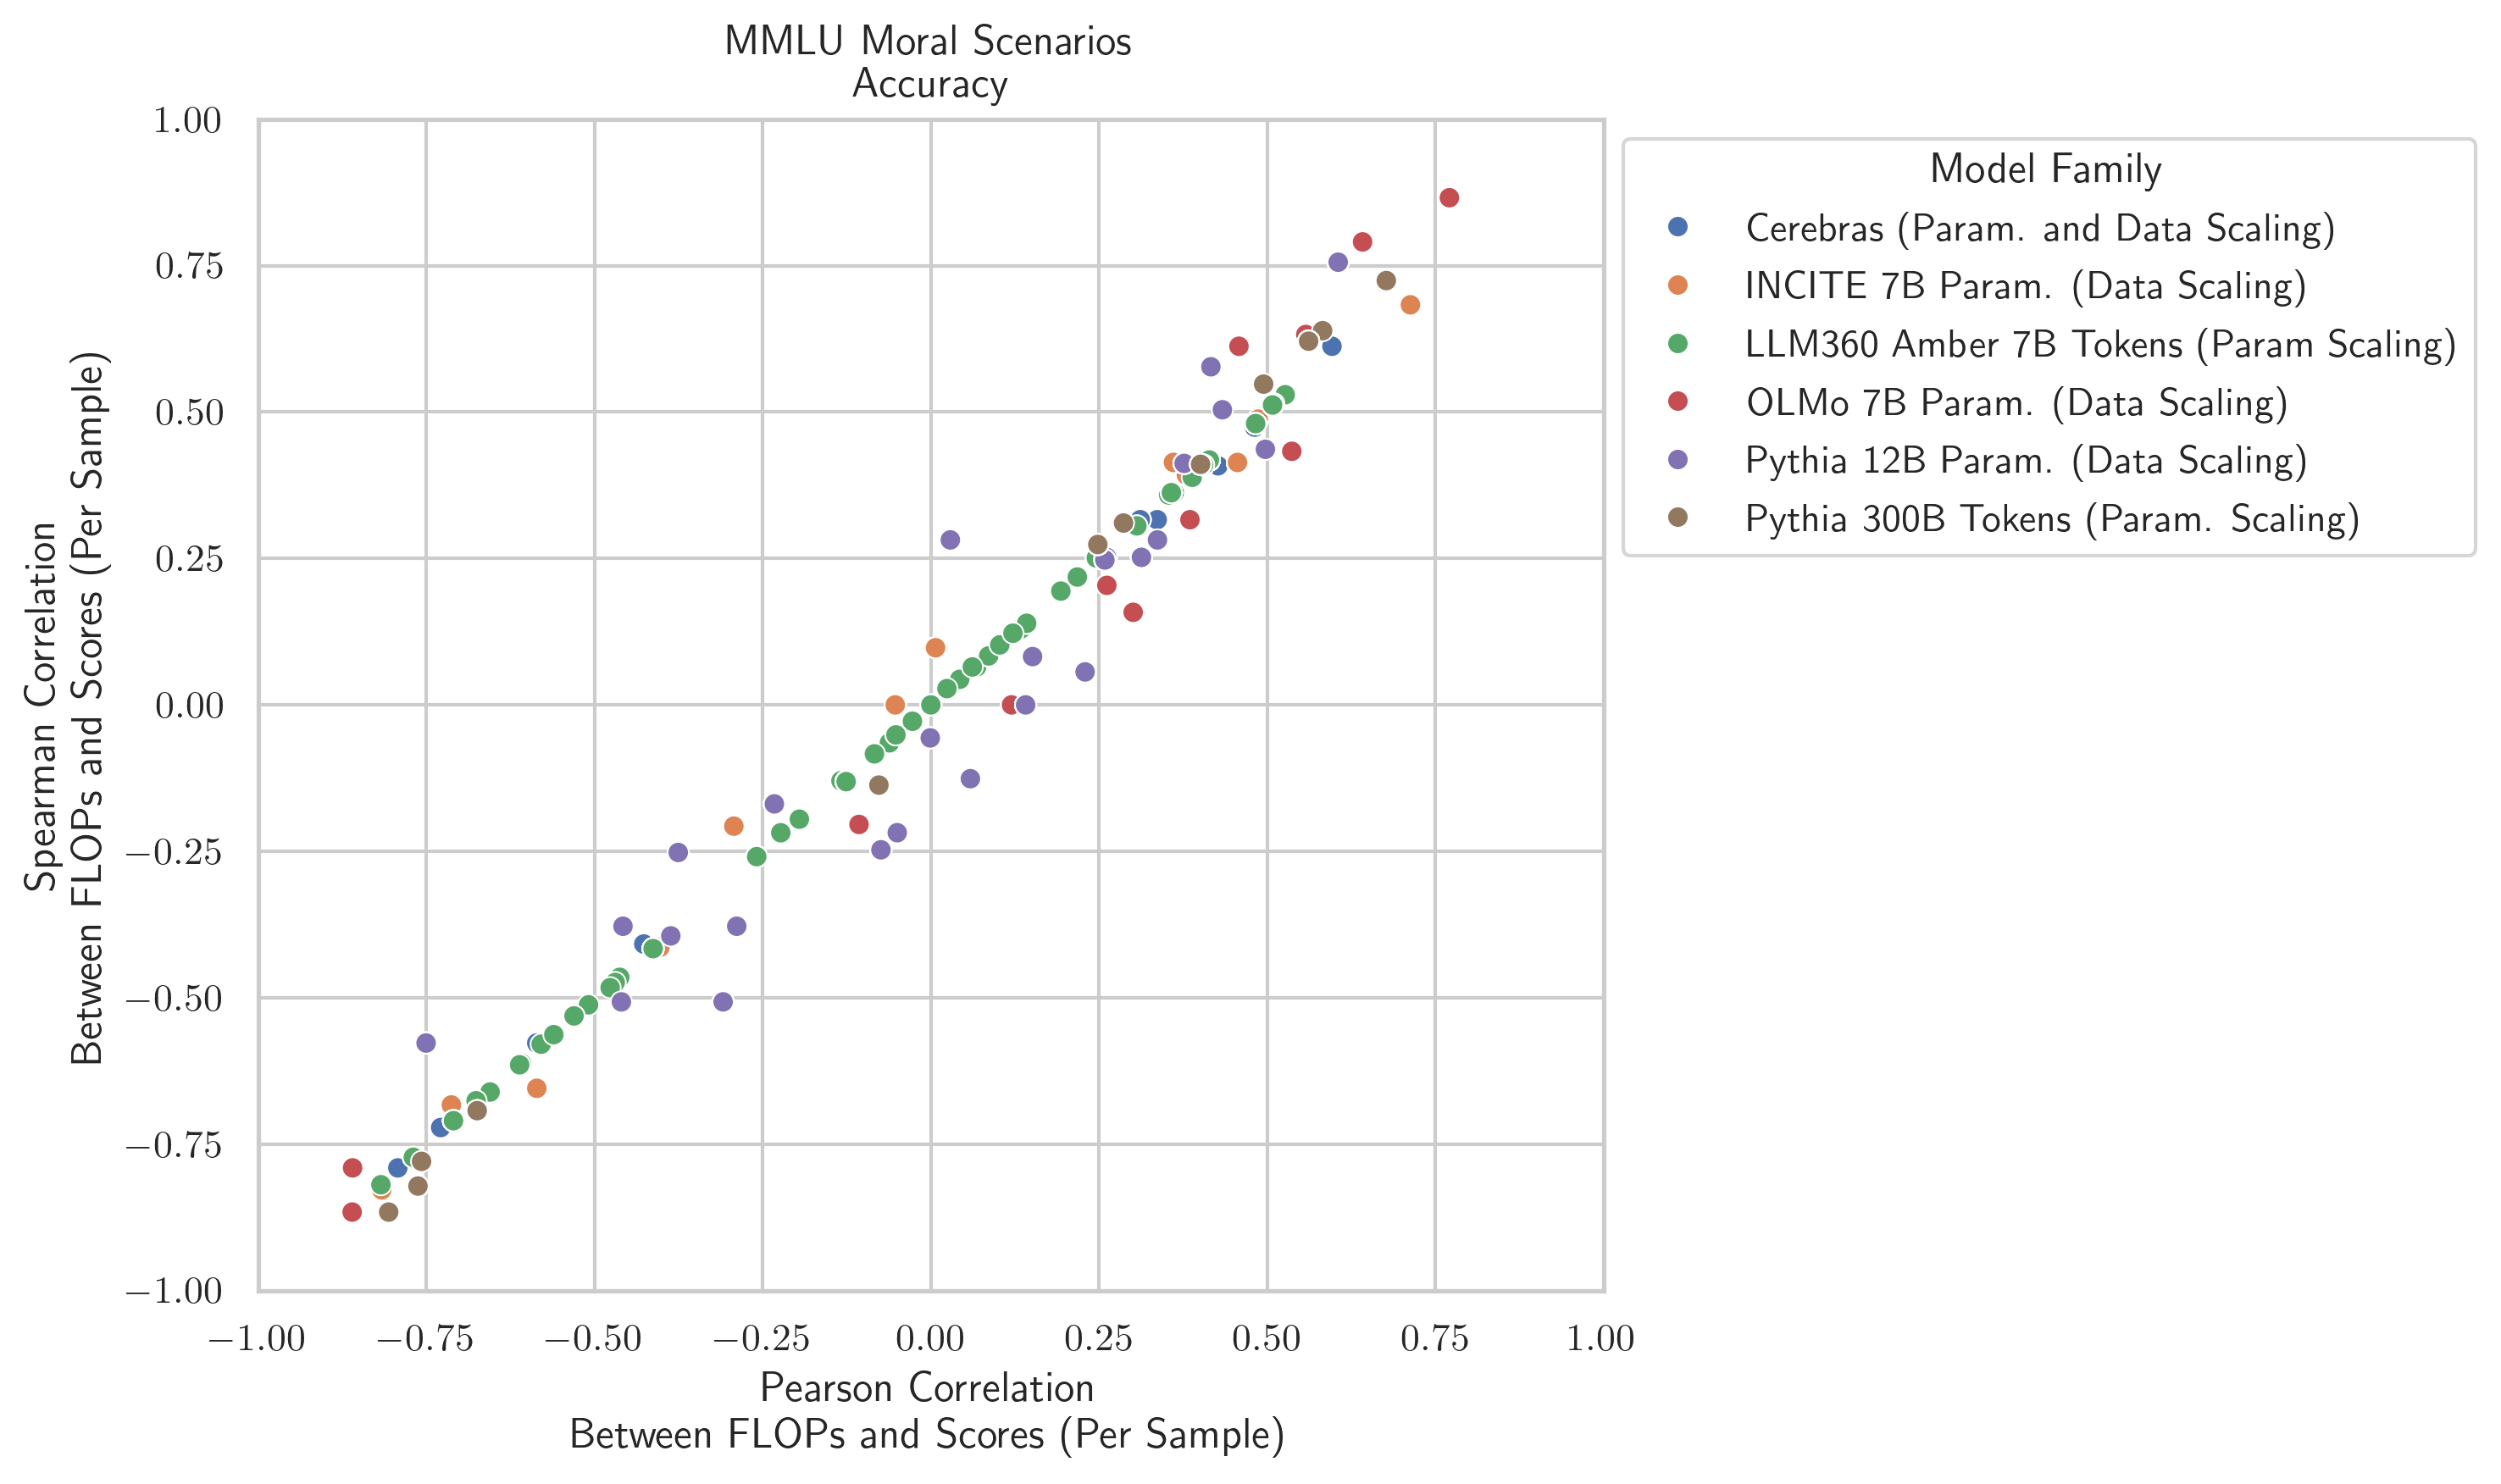 MMLU Moral Scenarios
Accuracy
1.00
0.75
0.50
0.25
0.00
−0.25
−0.50
−0.75
−1.00
Spearman Correlation
Between FLOPs and Scores (Per Sample)
−1.00 −0.75 −0.50 −0.25 0.00 0.25 0.50 0.75 1.00
Pearson Correlation
Between FLOPs and Scores (Per Sample)
Model Family
Cerebras (Param. and Data Scaling)
INCITE 7B Param. (Data Scaling)
LLM360 Amber 7B Tokens (Param Scaling)
OLMo 7B Param. (Data Scaling)
Pythia 12B Param. (Data Scaling)
Pythia 300B Tokens (Param. Scaling)